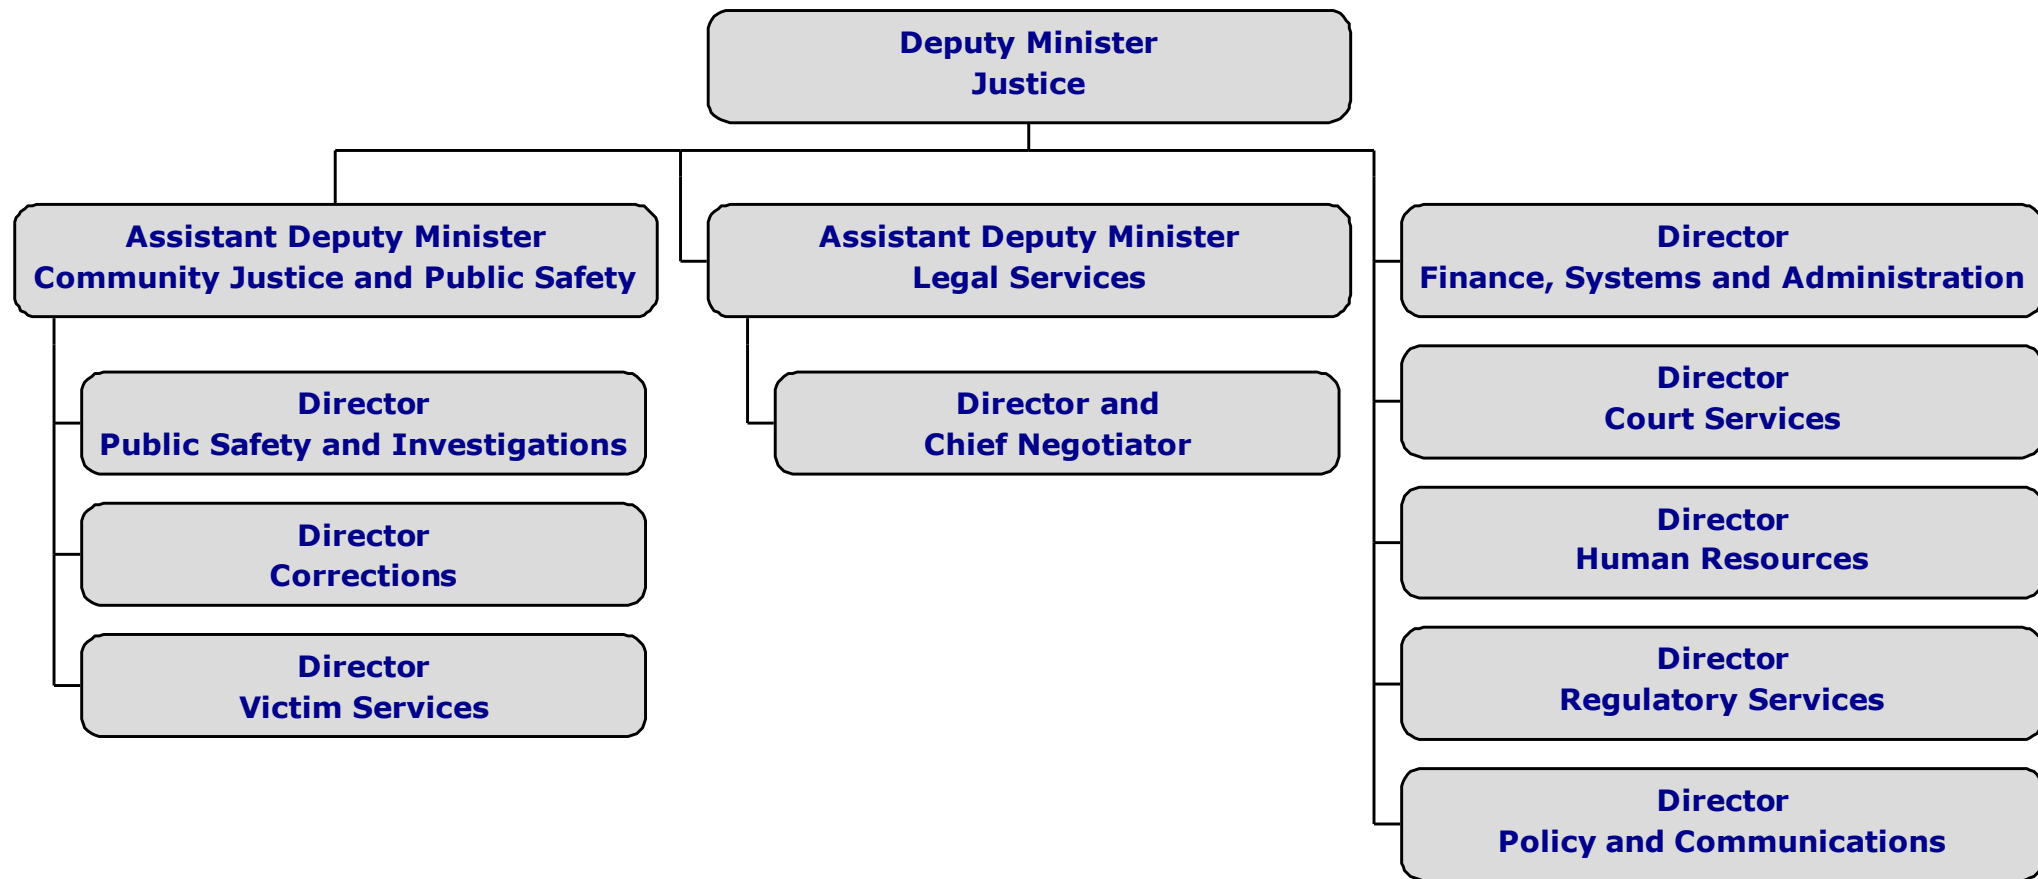 Deputy Minister
Justice
Assistant Deputy Minister
Community Justice and Public Safety
Director
Public Safety and Investigations
Director
Corrections
Director
Victim Services
Assistant Deputy Minister
Legal Services
Director and
Chief Negotiator
Director
Finance, Systems and Administration
Director
Court Services
Director
Human Resources
Director
Regulatory Services
Director
Policy and Communications